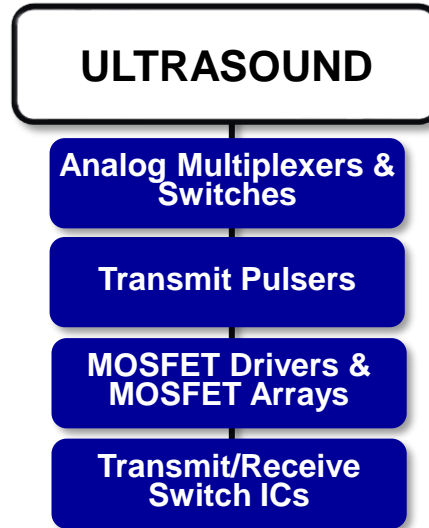 ULTRASOUND
Analog Multiplexers &
Switches
Transmit Pulsers
MOSFET Drivers &
MOSFET Arrays
Transmit/Receive
Switch ICs